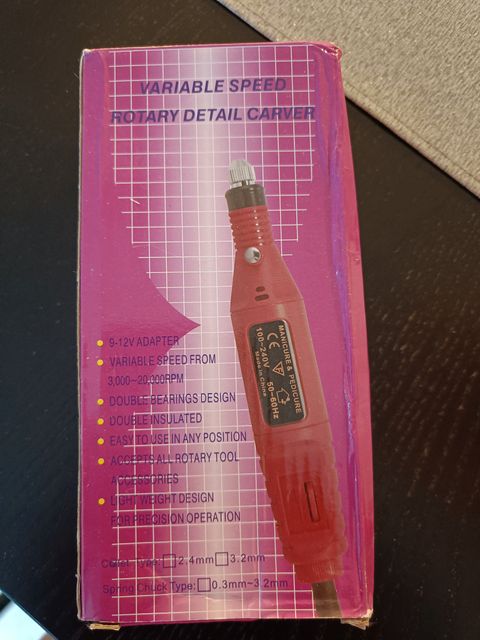 VARIABLE SPEED
ROTARY DETAIL CARVER
MANICURE & PEDICURE
CE
100~240V 50~60Hz
Made in China
9-12V ADAPTER
VARIABLE SPEED FROM
3,000~20,000RPM
DOUBLE BEARINGS DESIGN
DOUBLE INSULATED
EASY TO USE IN ANY POSITION
ACCEPTS ALL ROTARY TOOL
ACCESSORIES
LIGHT WEIGHT DESIGN
FOR PRECISION OPERATION
Collet Type: 2.4mm 3.2mm
Spring Chuck Type: 0.3mm~3.2mm